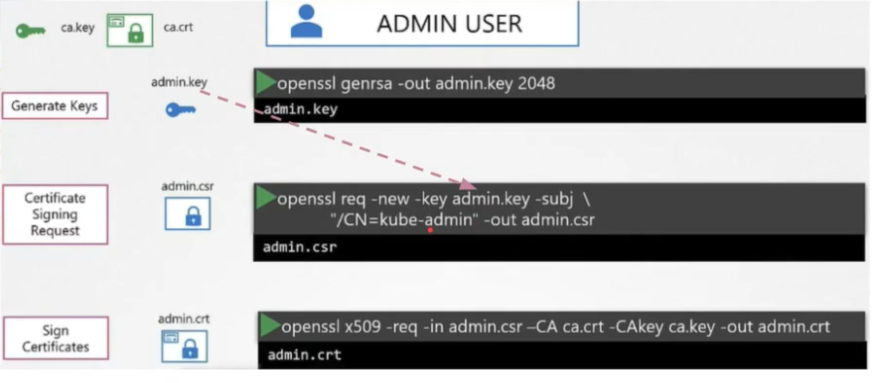 ca.key
ca.crt
ADMIN USER
admin.key
Generate Keys
openssl genrsa -out admin.key 2048
admin.key
admin.csr
Certificate
Signing
Request
openssl req -new -key admin.key -subj \
"/CN=kube-admin" -out admin.csr
admin.csr
admin.crt
Sign
Certificates
openssl x509 -req -in admin.csr –CA ca.crt -CAkey ca.key -out admin.crt
admin.crt